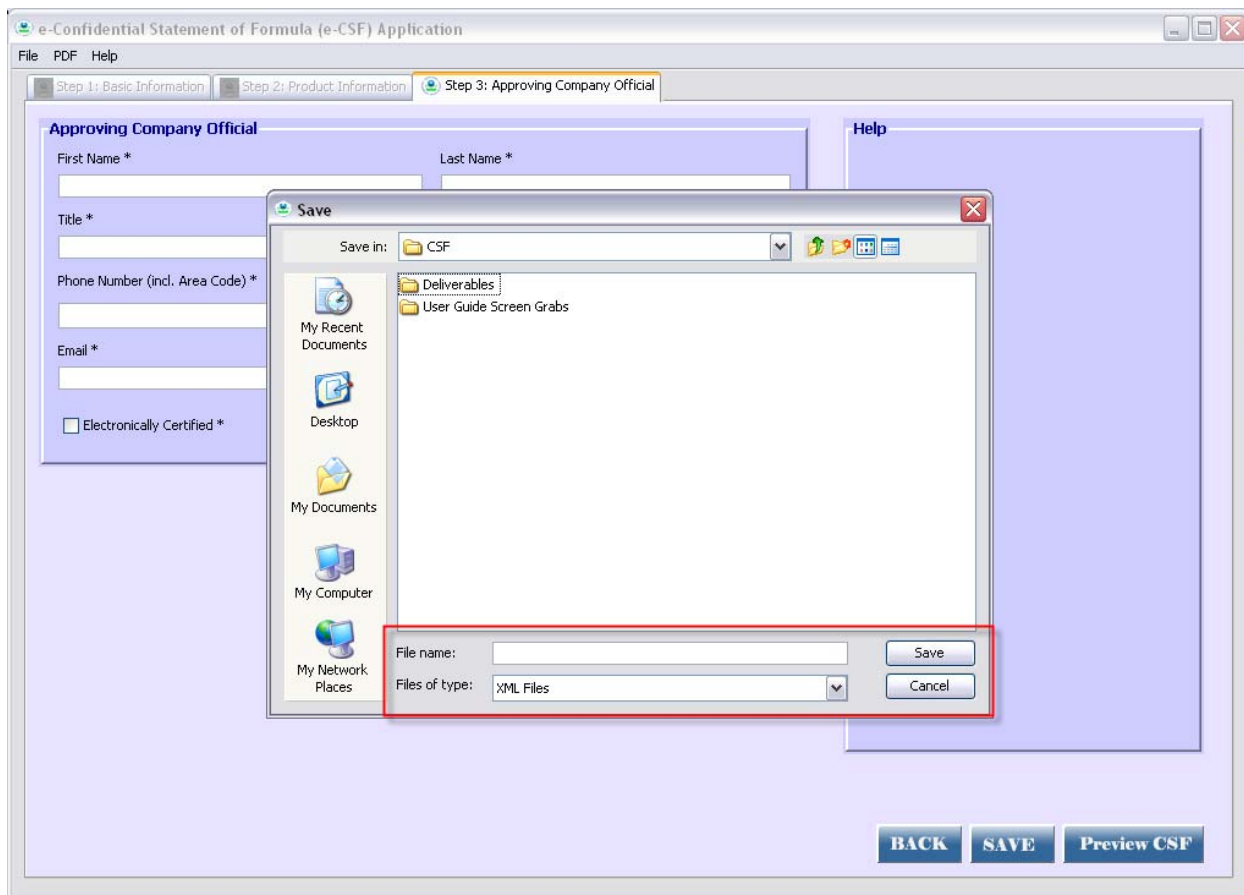 e-Confidential Statement of Formula (e-CSF) Application
File PDF Help
Step 1: Basic Information Step 2: Product Information Step 3: Approving Company Official
Approving Company Official
First Name * Last Name *
Title *
Phone Number (incl. Area Code) *
Email *
Electronically Certified *
Help
Save
Save in: CSF
My Recent
Documents
Desktop
My Documents
My Computer
My Network
Places
Deliverables
User Guide Screen Grabs
File name: Save
Files of type: XML Files Cancel
BACK SAVE Preview CSF